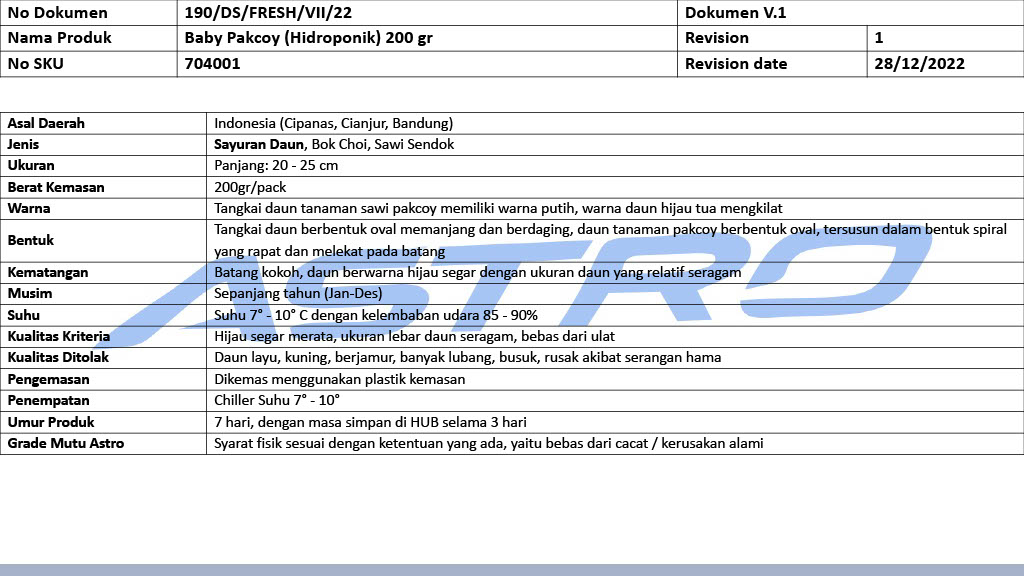 No Dokumen 190/DS/FRESH/VII/22 Dokumen V.1
Nama Produk Baby Pakcoy (Hidroponik) 200 gr Revision 1
No SKU 704001 Revision date 28/12/2022
Asal Daerah Indonesia (Cipanas, Cianjur, Bandung)
Jenis Sayuran Daun, Bok Choi, Sawi Sendok
Ukuran Panjang: 20 - 25 cm
Berat Kemasan 200gr/pack
Warna Tangkai daun tanaman sawi pakcoy memiliki warna putih, warna daun hijau tua mengkilat
Bentuk Tangkai daun berbentuk oval memanjang dan berdaging, daun tanaman pakcoy berbentuk oval, tersusun dalam bentuk spiral
yang rapat dan melekat pada batang
Kematangan Batang kokoh, daun berwarna hijau segar dengan ukuran daun yang relatif seragam
Musim Sepanjang tahun (Jan-Des)
Suhu Suhu 7° - 10° C dengan kelembaban udara 85 - 90%
Kualitas Kriteria Hijau segar merata, ukuran lebar daun seragam, bebas dari ulat
Kualitas Ditolak Daun layu, kuning, berjamur, banyak lubang, busuk, rusak akibat serangan hama
Pengemasan Dikemas menggunakan plastik kemasan
Penempatan Chiller Suhu 7° - 10°
Umur Produk 7 hari, dengan masa simpan di HUB selama 3 hari
Grade Mutu Astro Syarat fisik sesuai dengan ketentuan yang ada, yaitu bebas dari cacat / kerusakan alami
ASTRO